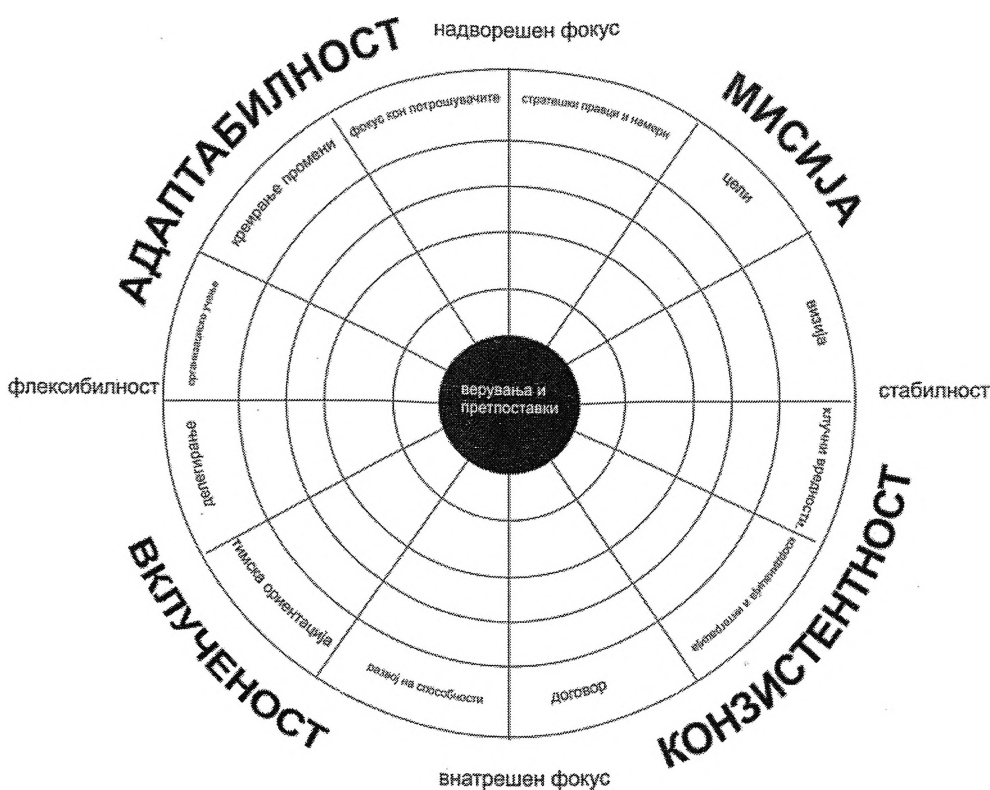 надворешен фокус
АДАПТАБИЛНОСТ
МИСИЈА
фокус кон потрошувачите
стратешки правци и намери
креирање промени
цели
организациско учење
визија
флексибилност
верувања и
претпоставки
стабилност
делегирање
клучни вредности.
тимска ориентација
координација и интеграција
развој на способности
договор
ВКЛУЧЕНОСТ
КОНЗИСТЕНТНОСТ
внатрешен фокус